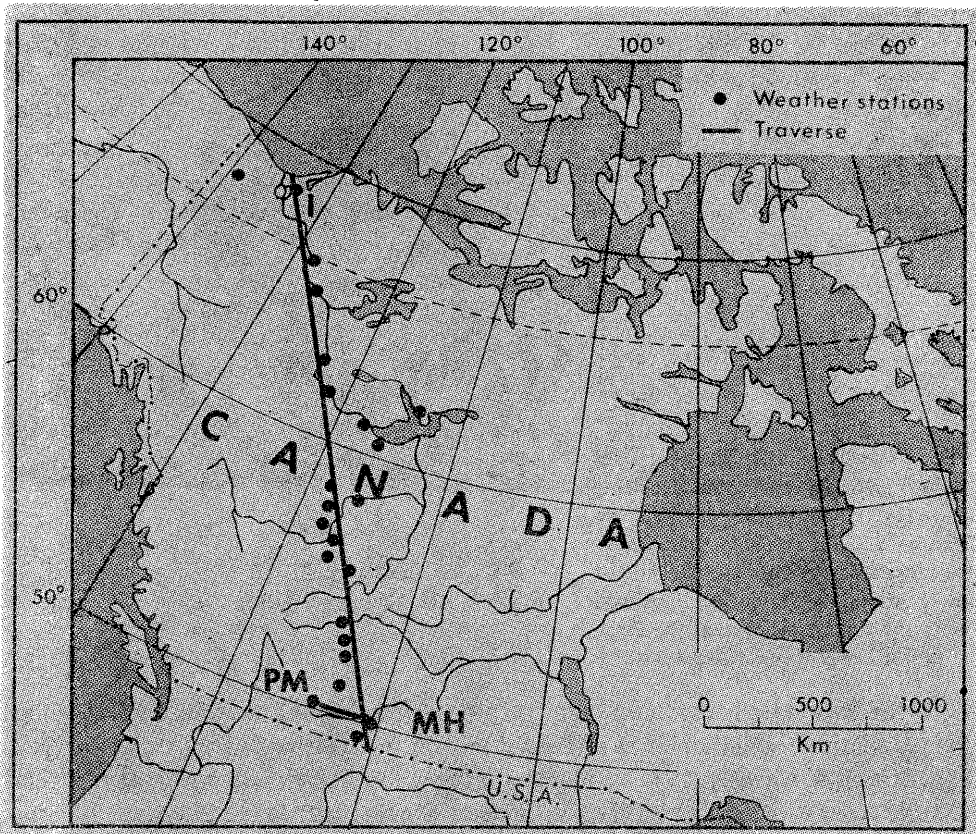 140° 120° 100° 80° 60°
Weather stations
Traverse
I
60°
C A N A D A
50°
PM
MH
0 500 1000
Km
U.S.A.